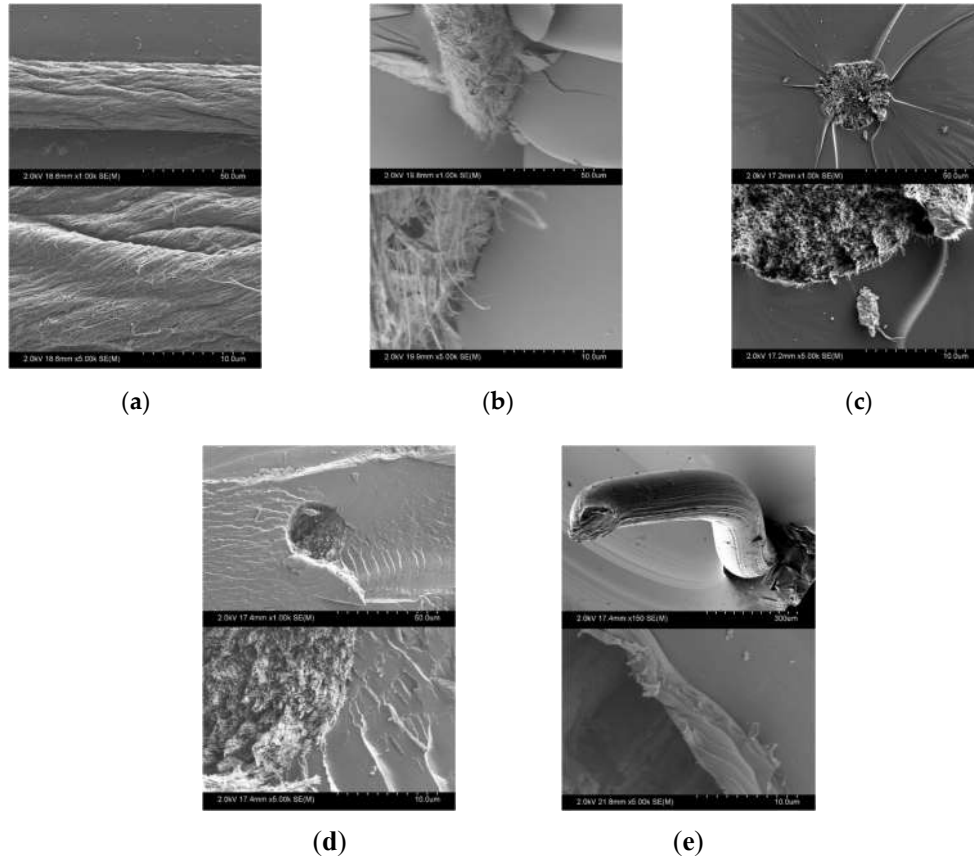 2.0kV 18.6mm x1.00k SE(M) 50.0um
2.0kV 19.8mm x1.00k SE(M) 50.0um
2.0kV 17.2mm x1.00k SE(M) 50.0um
2.0kV 18.6mm x5.00k SE(M) 10.0um
2.0kV 19.9mm x5.00k SE(M) 10.0um
2.0kV 17.2mm x5.00k SE(M) 10.0um
(a)
(b)
(c)
2.0kV 17.4mm x1.00k SE(M) 50.0um
2.0kV 17.4mm x150 SE(M) 300um
2.0kV 17.4mm x5.00k SE(M) 10.0um
2.0kV 21.8mm x5.00k SE(M) 10.0um
(d)
(e)